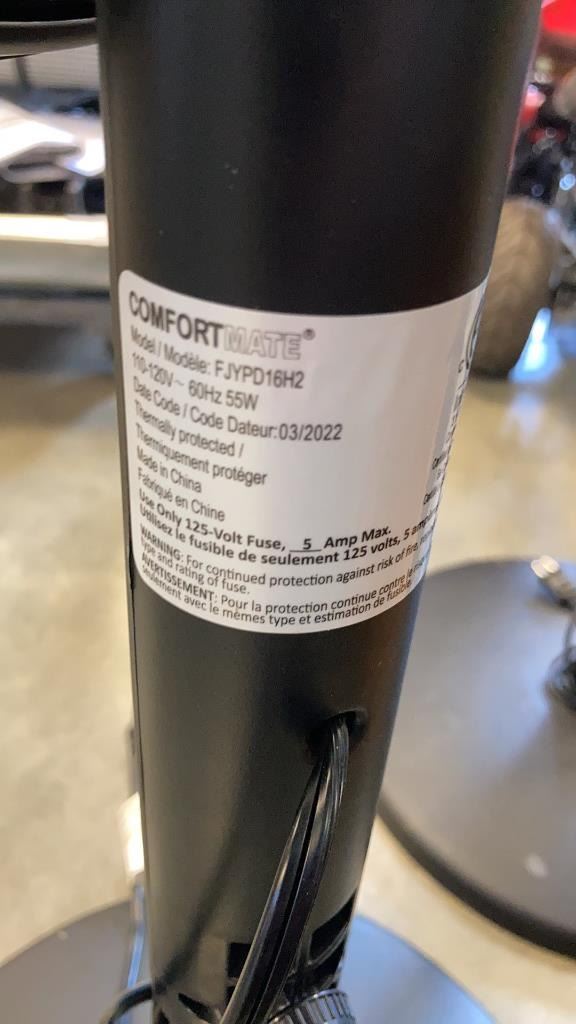 COMFORTMATE®
Model / Modèle: FJYPD16H2
110-120V~ 60Hz 55W
Date Code / Code Dateur:03/2022
Thermally protected /
Thermiquement protéger
Made in China
Fabriqué en Chine
Use Only 125-Volt Fuse, 5 Amp Max.
Utilisez le fusible de seulement 125 volts, 5
WARNING: For continued protection against risk of fire,
type and rating of fuse.
AVERTISSEMENT: Pour la protection continue contre le
seulement avec le mêmes type et estimation de fusible.